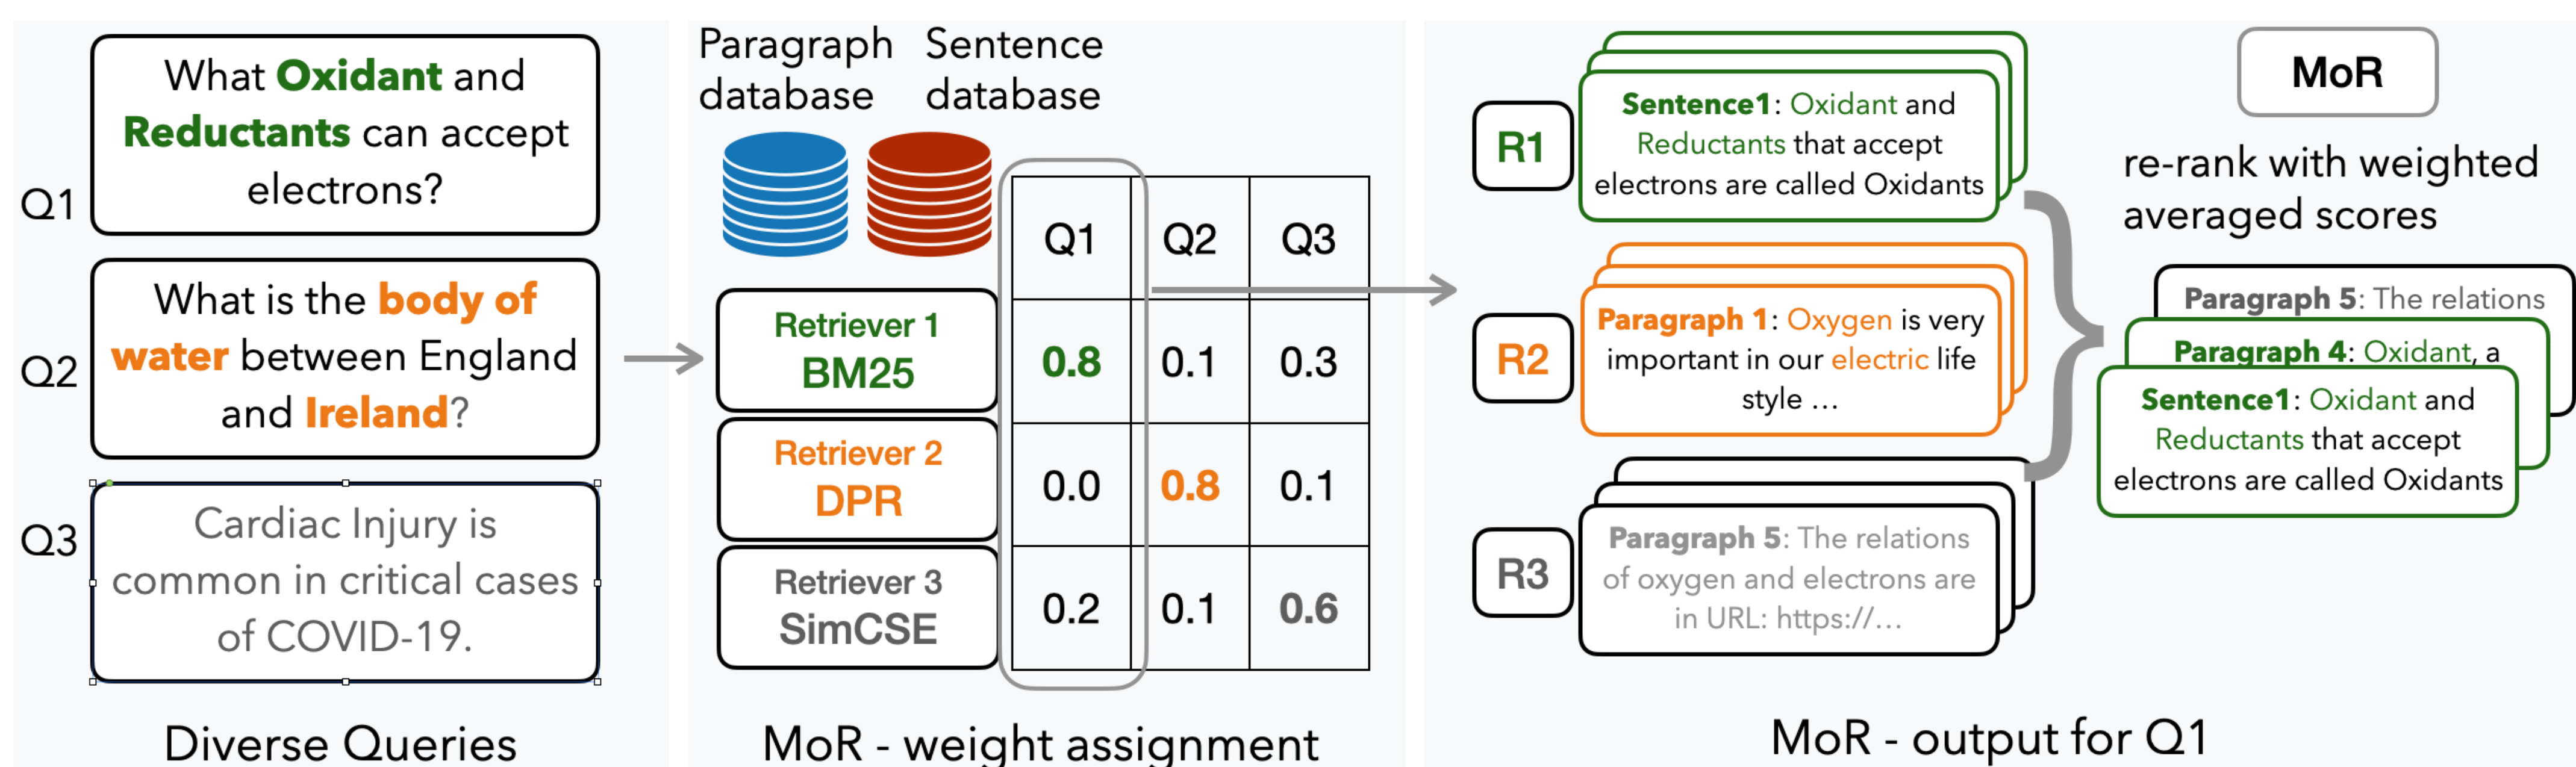 Q1
What Oxidant and
Reductants can accept
electrons?
Q2
What is the body of
water between England
and Ireland?
Q3
Cardiac Injury is
common in critical cases
of COVID-19.
Diverse Queries
Paragraph
database
Sentence
database
Q1 Q2 Q3
Retriever 1
BM25
0.8 0.1 0.3
Retriever 2
DPR
0.0 0.8 0.1
Retriever 3
SimCSE
0.2 0.1 0.6
MoR - weight assignment
R1
Sentence1: Oxidant and
Reductants that accept
electrons are called Oxidants
R2
Paragraph 1: Oxygen is very
important in our electric life
style ...
R3
Paragraph 5: The relations
of oxygen and electrons are
in URL: https://...
MoR
re-rank with weighted
averaged scores
Paragraph 5: The relations
Paragraph 4: Oxidant, a
Sentence1: Oxidant and
Reductants that accept
electrons are called Oxidants
MoR - output for Q1